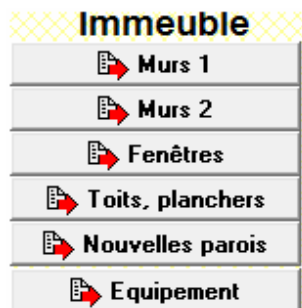 Immeuble
Murs 1
Murs 2
Fenêtres
Toits, planchers
Nouvelles parois
Equipement